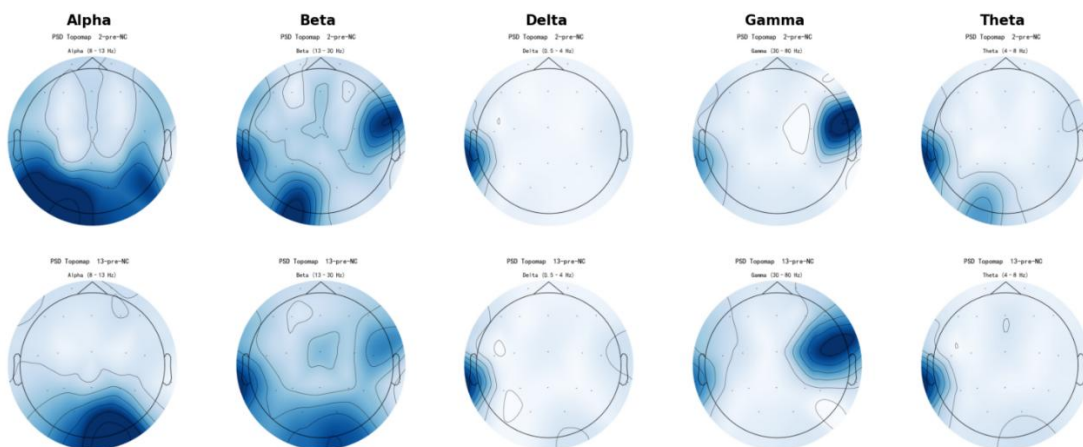 Alpha Beta Delta Gamma Theta
PSD Topomap 2-pre-NC PSD Topomap 2-pre-NC PSD Topomap 2-pre-NC PSD Topomap 2-pre-NC PSD Topomap 2-pre-NC
Alpha (8 - 13 Hz) Beta (13 - 30 Hz) Delta (0.5 - 4 Hz) Gamma (30 - 80 Hz) Theta (4 - 8 Hz)
PSD Topomap 13-pre-NC PSD Topomap 13-pre-NC PSD Topomap 13-pre-NC PSD Topomap 13-pre-NC PSD Topomap 13-pre-NC
Alpha (8 - 13 Hz) Beta (13 - 30 Hz) Delta (0.5 - 4 Hz) Gamma (30 - 80 Hz) Theta (4 - 8 Hz)